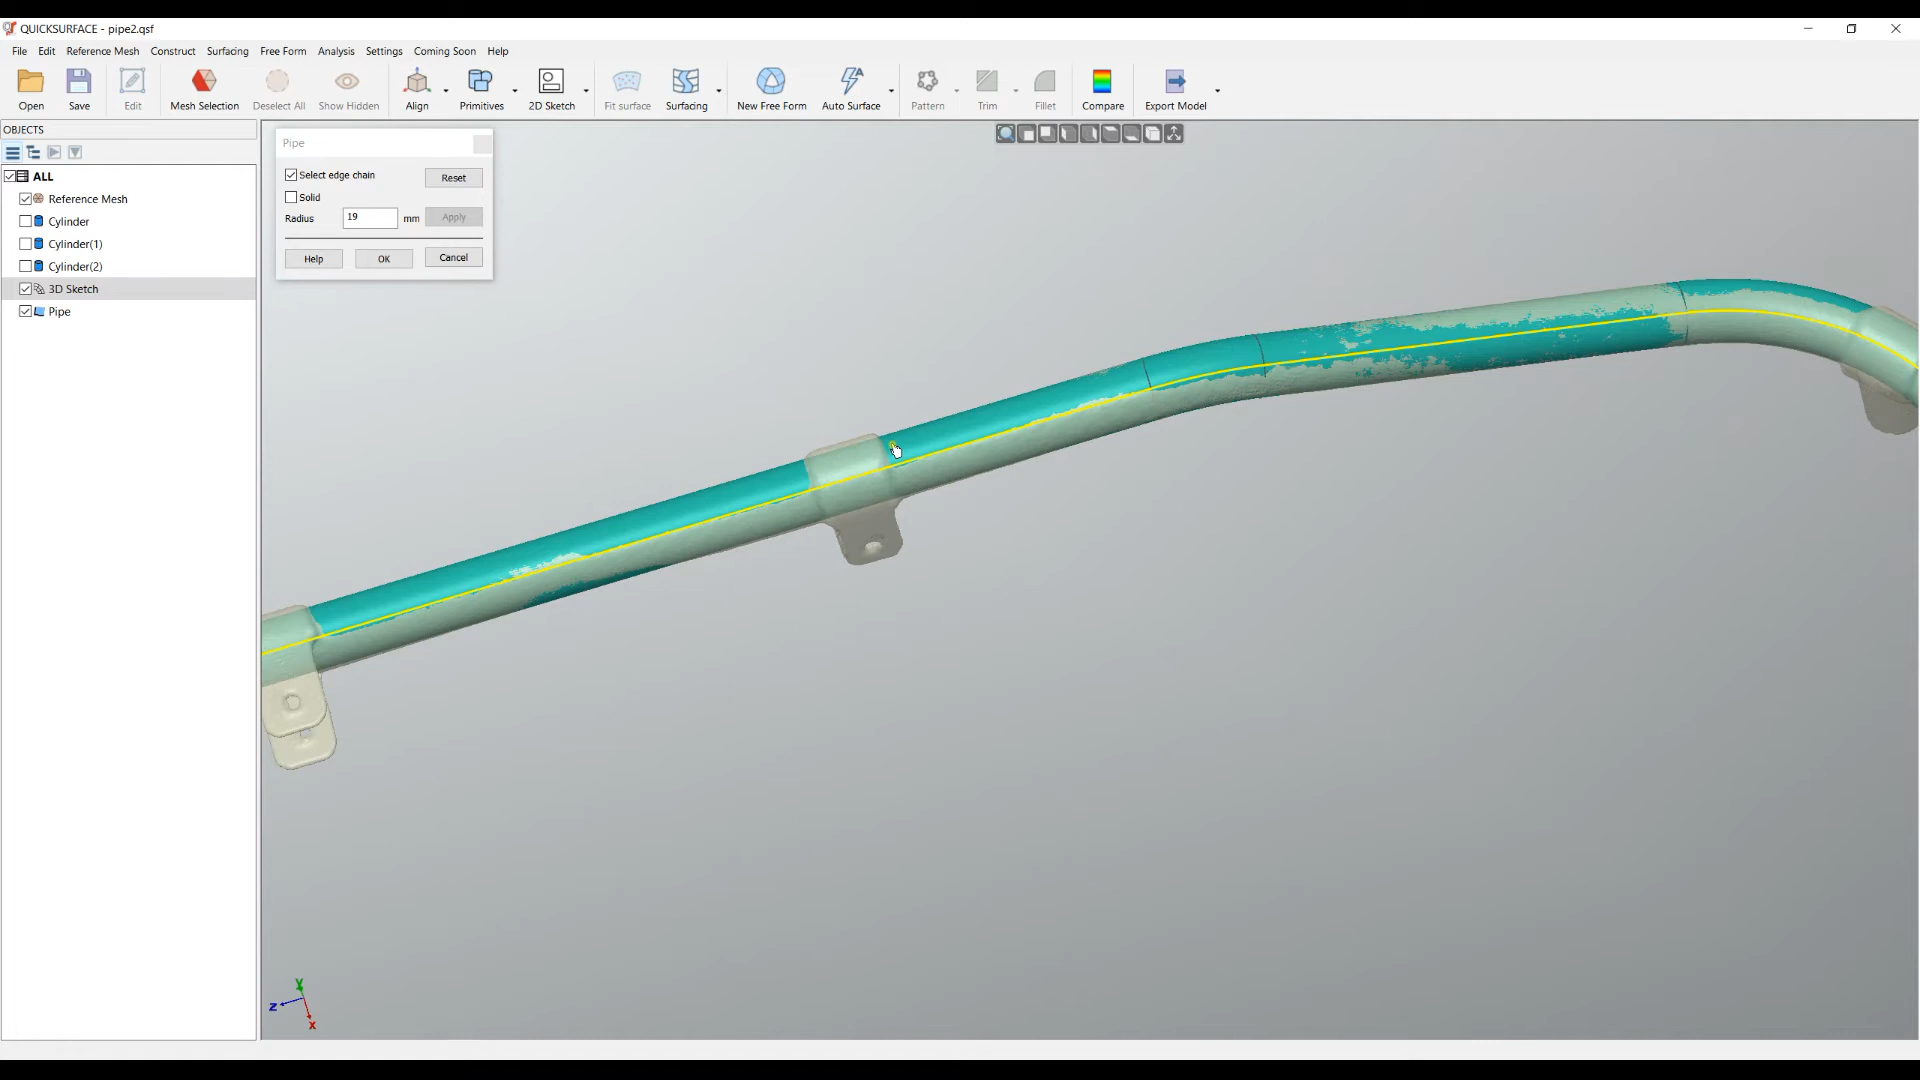 QUICKSURFACE - pipe2.qsf
File Edit Reference Mesh Construct Surfacing Free Form Analysis Settings Coming Soon Help
Open Save Edit Mesh Selection Deselect All Show Hidden Align Primitives 2D Sketch Fit surface Surfacing New Free Form Auto Surface Pattern Trim Fillet Compare Export Model
OBJECTS
ALL
Reference Mesh
Cylinder
Cylinder(1)
Cylinder(2)
3D Sketch
Pipe
Pipe
Select edge chain Reset
Solid
Radius 19 mm Apply
Help OK Cancel
Y
Z
X